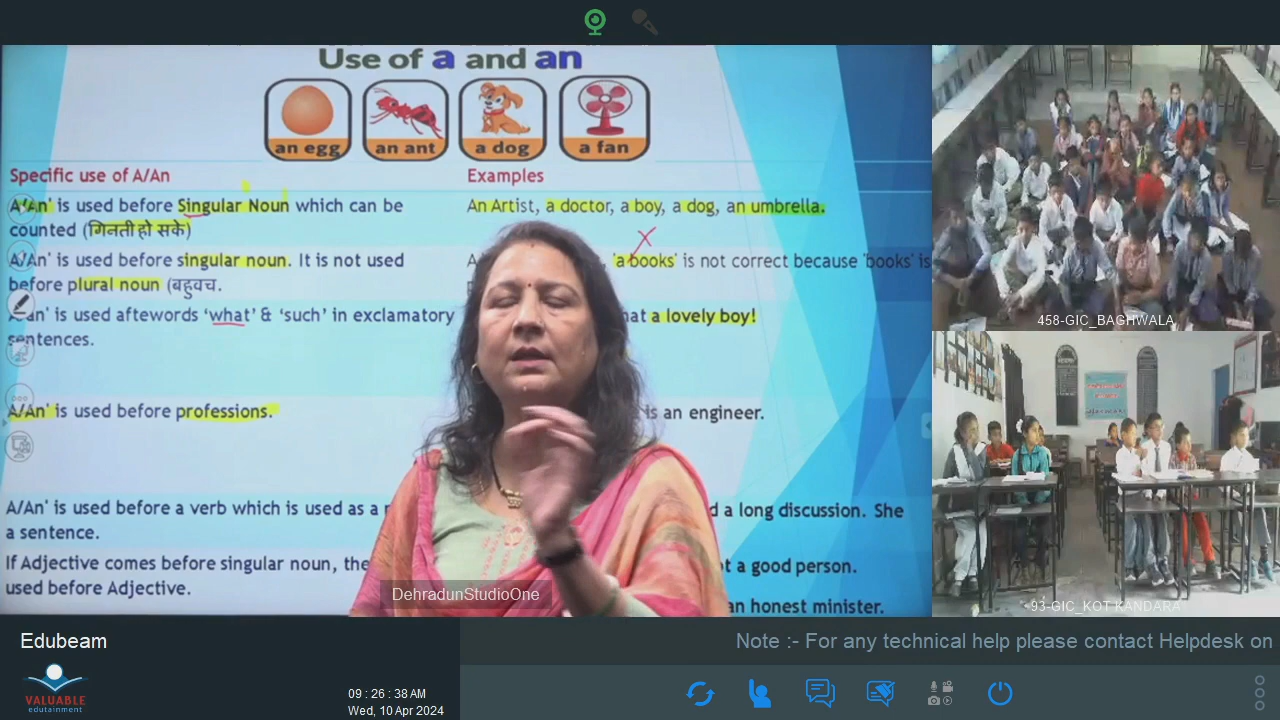 Use of a and an
an egg
an ant
a dog
a fan
Specific use of A/An
Examples
A'/An' is used before Singular Noun which can be
counted (गिनती हो सके)
An Artist, a doctor, a boy, a dog, an umbrella.
A/An' is used before singular noun. It is not used
before plural noun (बहुवच.
'a books' is not correct because 'books' is
is used aftewords 'what' & 'such' in exclamatory
sentences.
a lovely boy!
A/An' is used before professions.
is an engineer.
A/An' is used before a verb which is used as a
a sentence.
a long discussion. She
If Adjective comes before singular noun, the
used before Adjective.
a good person.
an honest minister.
DehradunStudioOne
458-GIC_BAGHWALA
93-GIC_KOT KANDARA
Edubeam
VALUABLE
edutainment
09 : 26 : 38 AM
Wed, 10 Apr 2024
Note :- For any technical help please contact Helpdesk on